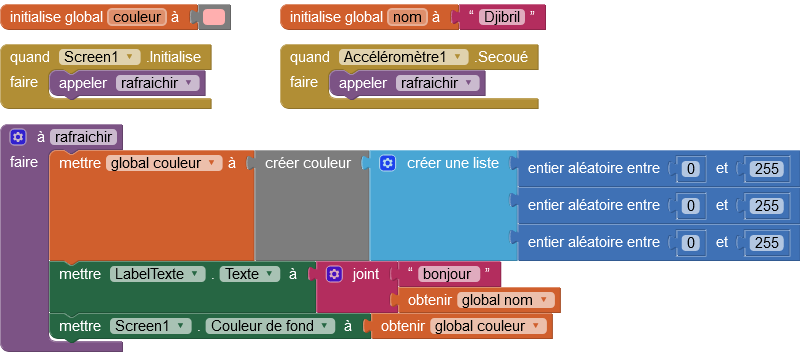 initialise global couleur à
initialise global nom à “ Djibril ”
quand Screen1 .Initialise
faire appeler rafraichir
quand Accéléromètre1 .Secoué
faire appeler rafraichir
à rafraichir
faire mettre global couleur à créer couleur créer une liste entier aléatoire entre 0 et 255
entier aléatoire entre 0 et 255
entier aléatoire entre 0 et 255
mettre LabelTexte . Texte à joint “ bonjour ”
obtenir global nom
mettre Screen1 . Couleur de fond à obtenir global couleur